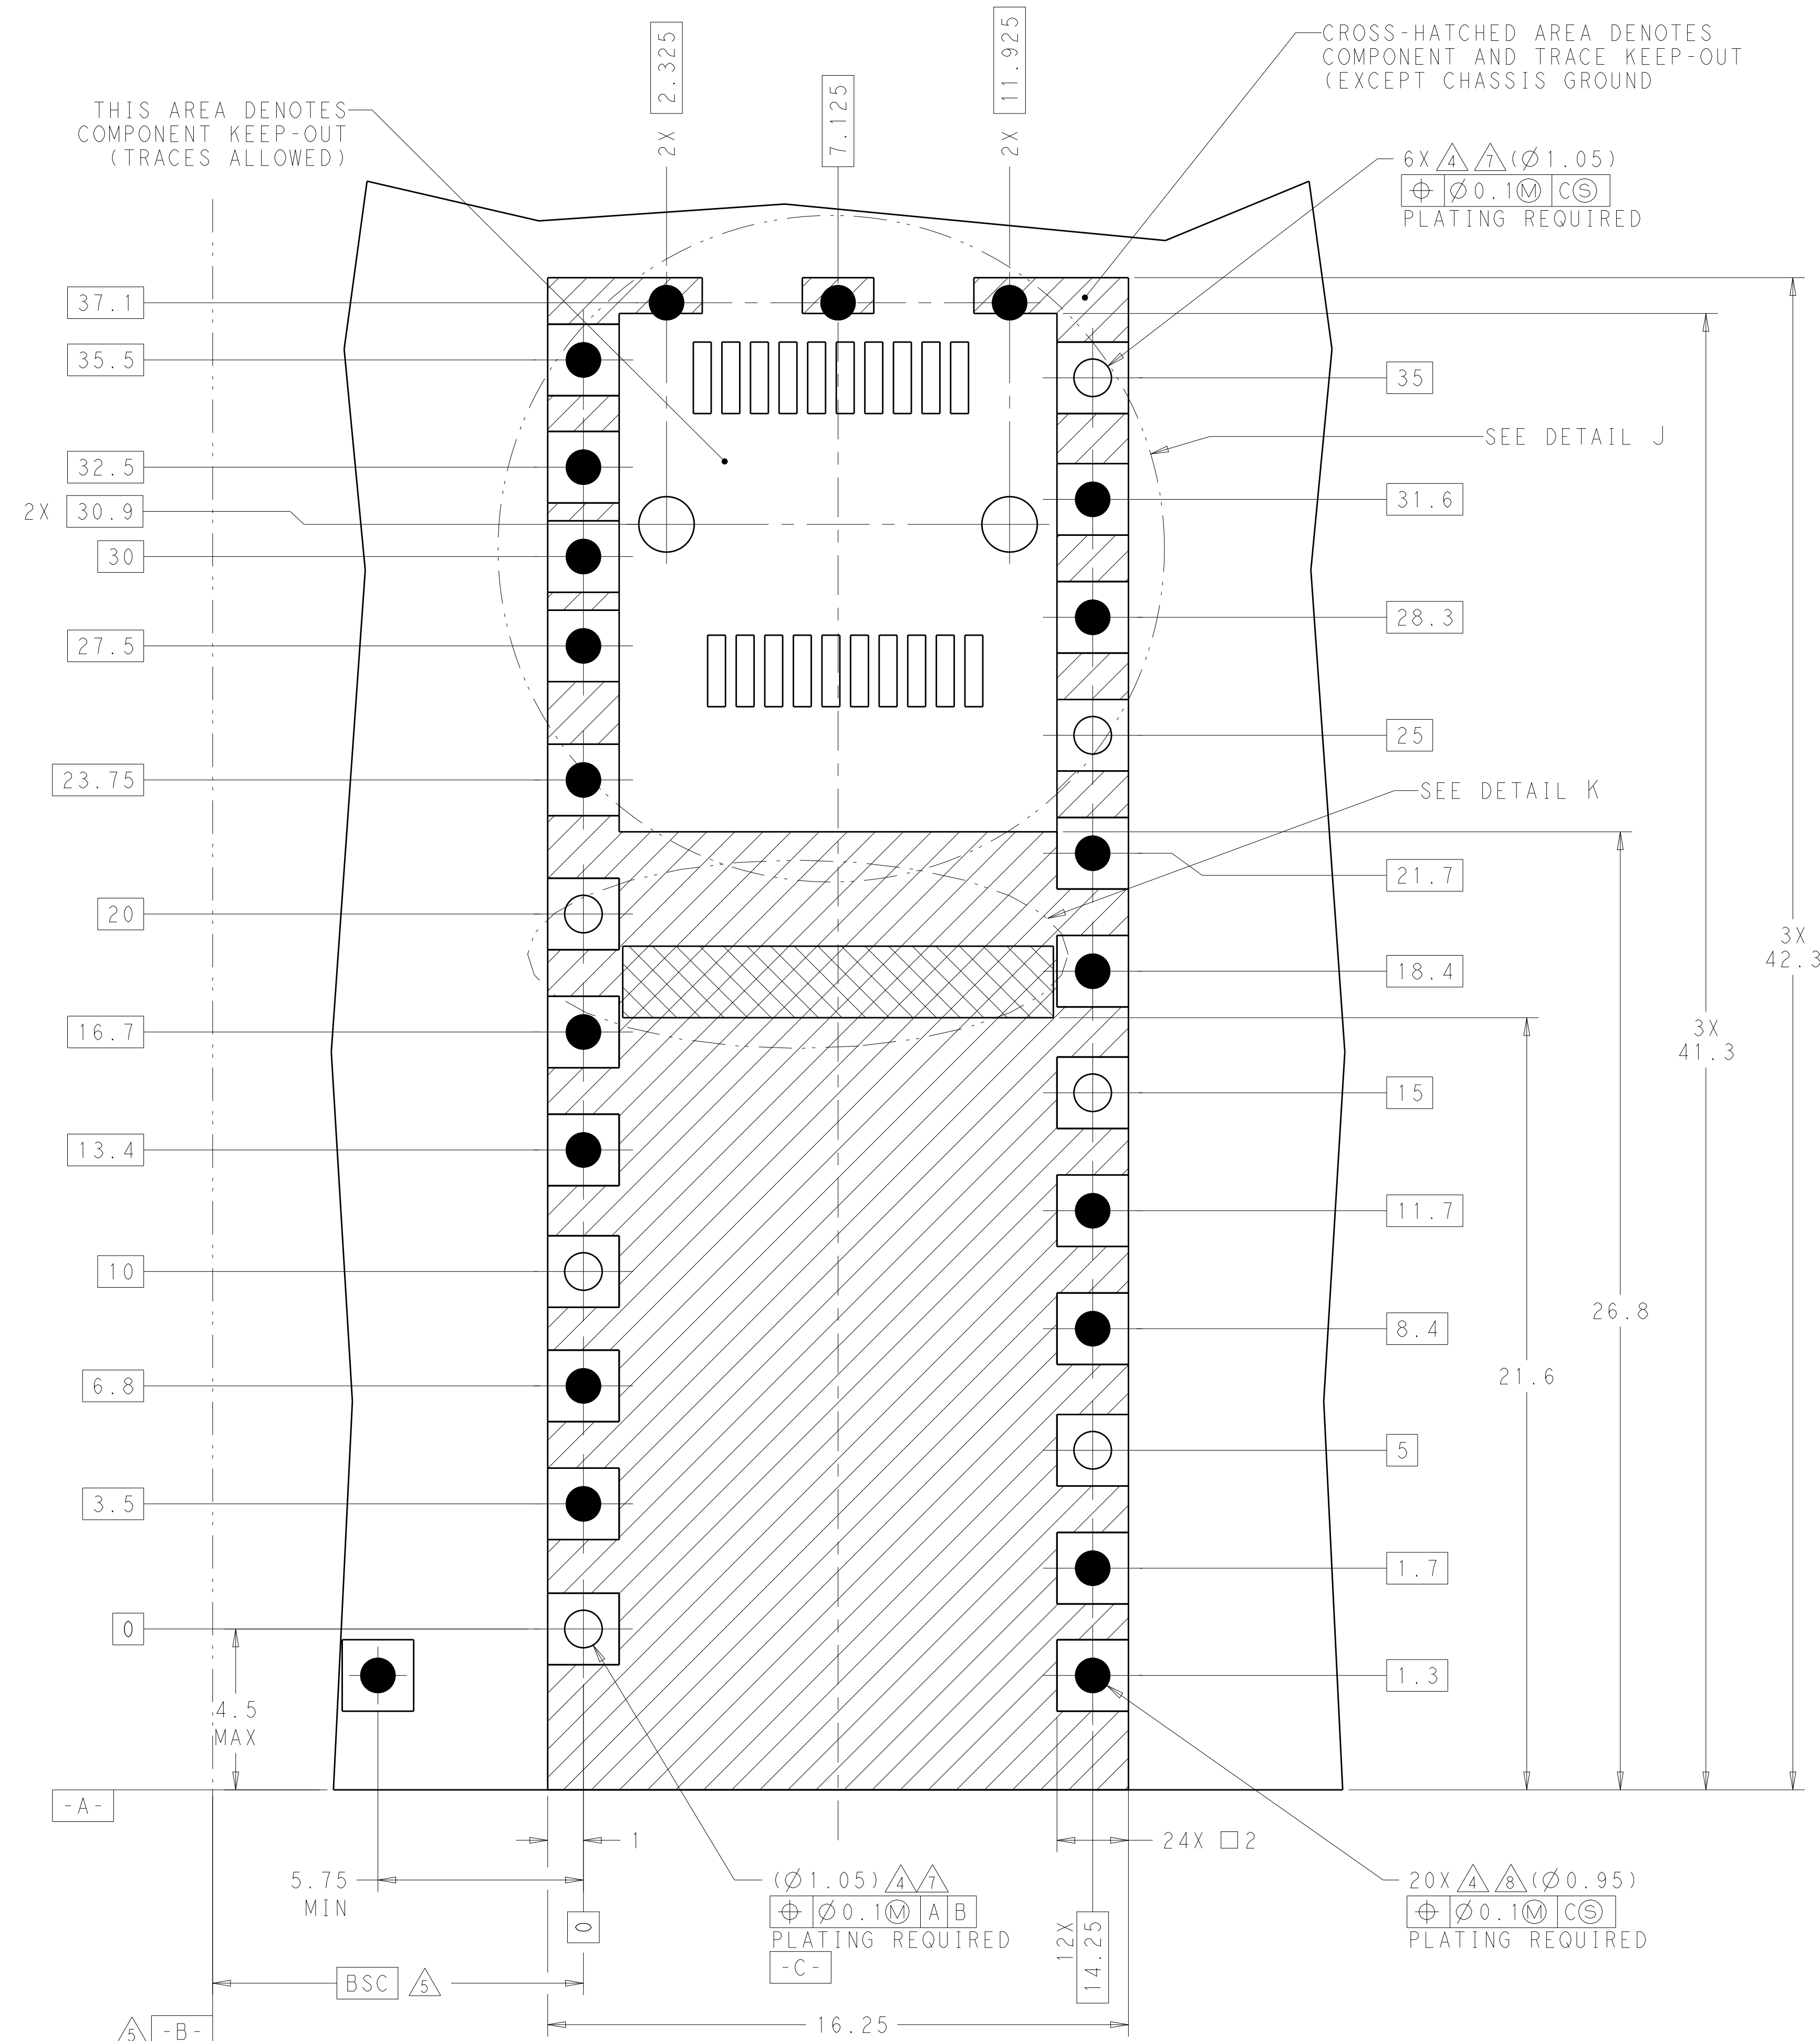 2X 2.325
7.125
2X 11.925
CROSS-HATCHED AREA DENOTES
COMPONENT AND TRACE KEEP-OUT
(EXCEPT CHASSIS GROUND
THIS AREA DENOTES
COMPONENT KEEP-OUT
(TRACES ALLOWED)
6X 4 7 (Ø1.05)
⌖ Ø0.1Ⓜ CⓈ
PLATING REQUIRED
37.1
35.5
32.5
2X 30.9
30
27.5
23.75
20
16.7
13.4
10
6.8
3.5
0
35
SEE DETAIL J
31.6
28.3
25
SEE DETAIL K
21.7
18.4
15
11.7
8.4
5
1.7
1.3
3X
42.3
3X
41.3
26.8
21.6
4.5
MAX
-A-
1
24X □2
5.75
MIN
0
(Ø1.05) 4 7
⌖ Ø0.1Ⓜ A B
PLATING REQUIRED
-C-
12X
14.25
20X 4 8 (Ø0.95)
⌖ Ø0.1Ⓜ CⓈ
PLATING REQUIRED
BSC 5
5 -B-
16.25